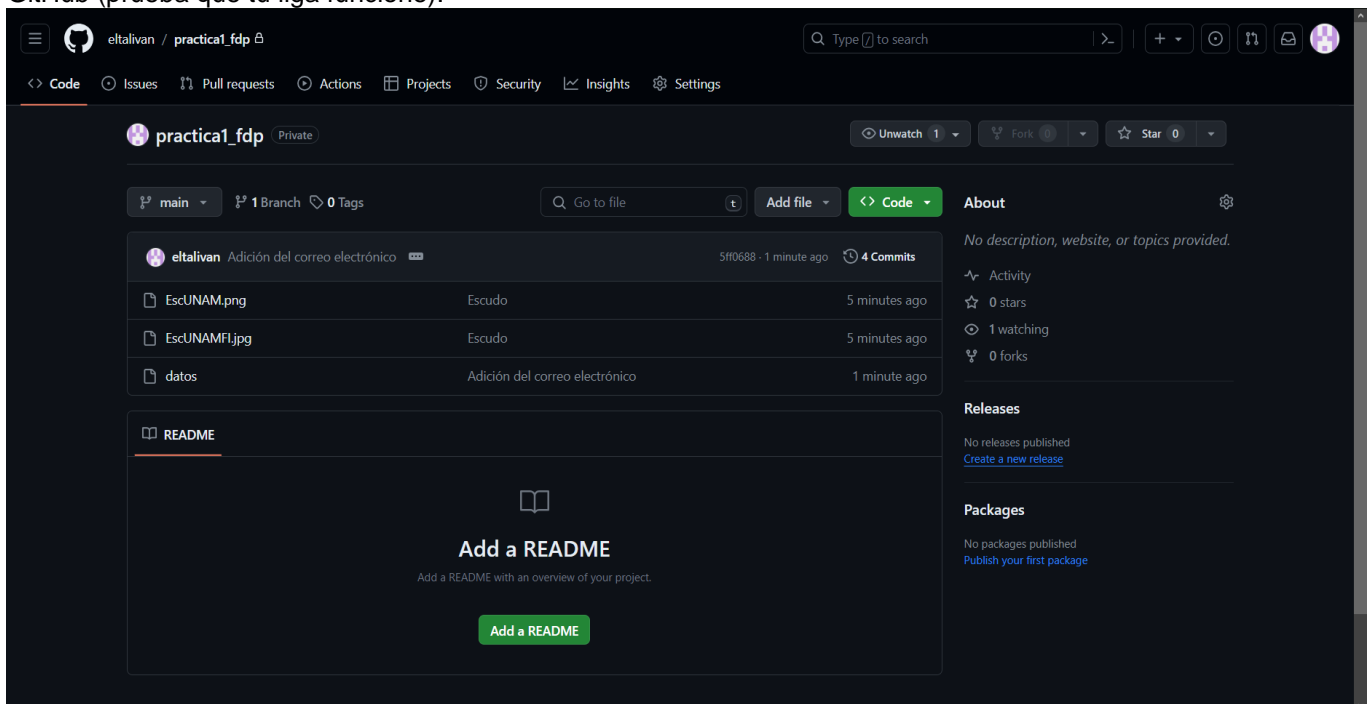 GitHub (prueba que tu liga funcione):
eltalivan / practica1_fdp
Type / to search
Code Issues Pull requests Actions Projects Security Insights Settings
practica1_fdp Private
Unwatch 1 Fork 0 Star 0
main 1 Branch 0 Tags Go to file t Add file Code
eltalivan Adición del correo electrónico 5ff0688 · 1 minute ago 4 Commits
EscUNAM.png Escudo 5 minutes ago
EscUNAMFI.jpg Escudo 5 minutes ago
datos Adición del correo electrónico 1 minute ago
README
Add a README
Add a README with an overview of your project.
Add a README
About
No description, website, or topics provided.
Activity
0 stars
1 watching
0 forks
Releases
No releases published
Create a new release
Packages
No packages published
Publish your first package